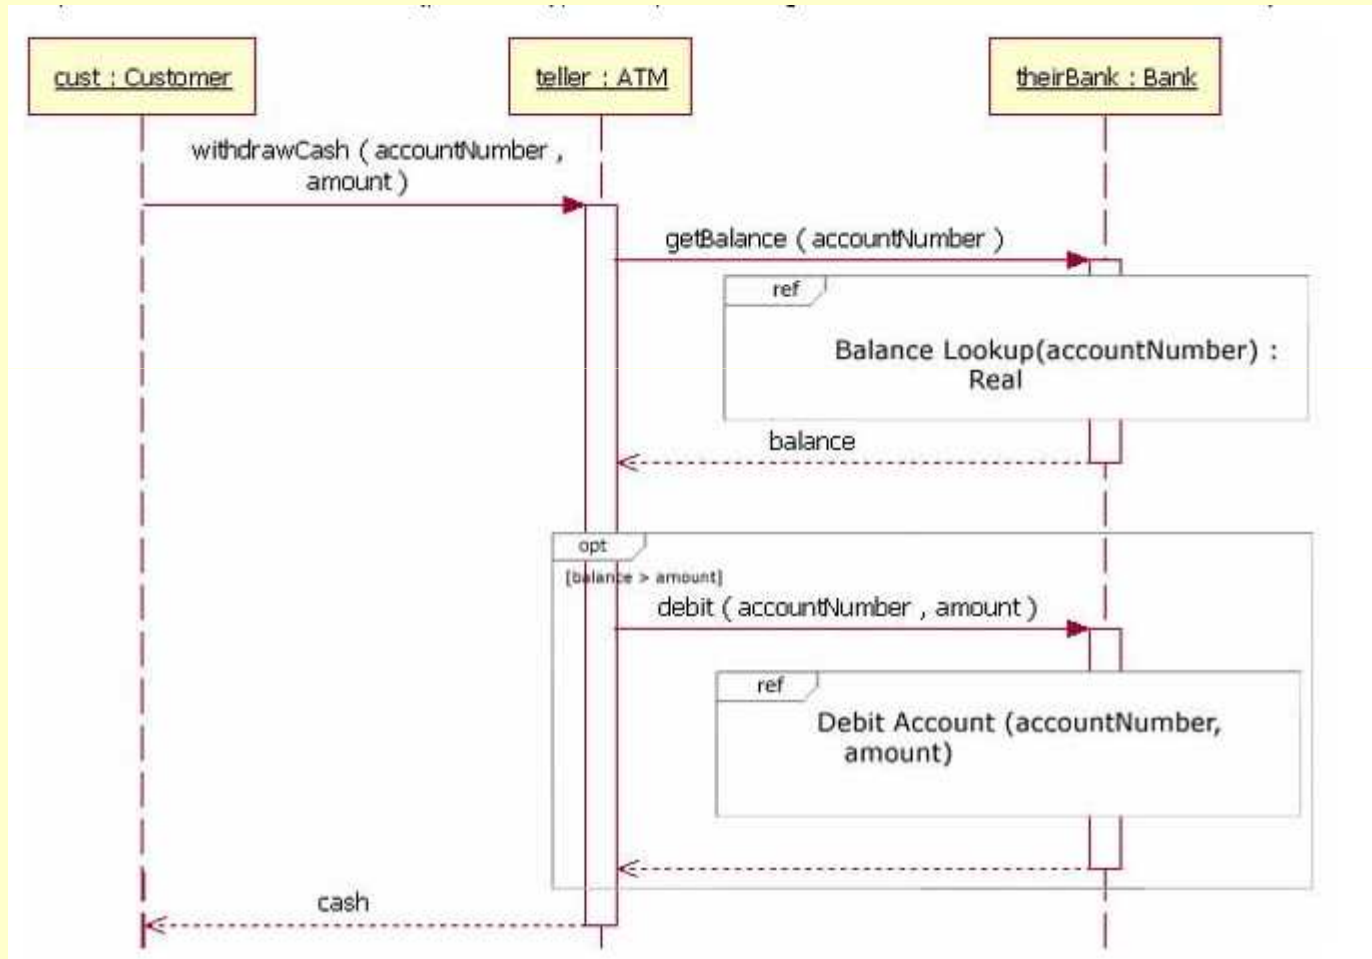 cust : Customer
teller : ATM
theirBank : Bank
withdrawCash ( accountNumber ,
amount )
getBalance ( accountNumber )
ref
Balance Lookup(accountNumber) :
Real
balance
opt
[balance > amount]
debit ( accountNumber , amount )
ref
Debit Account (accountNumber,
amount)
cash